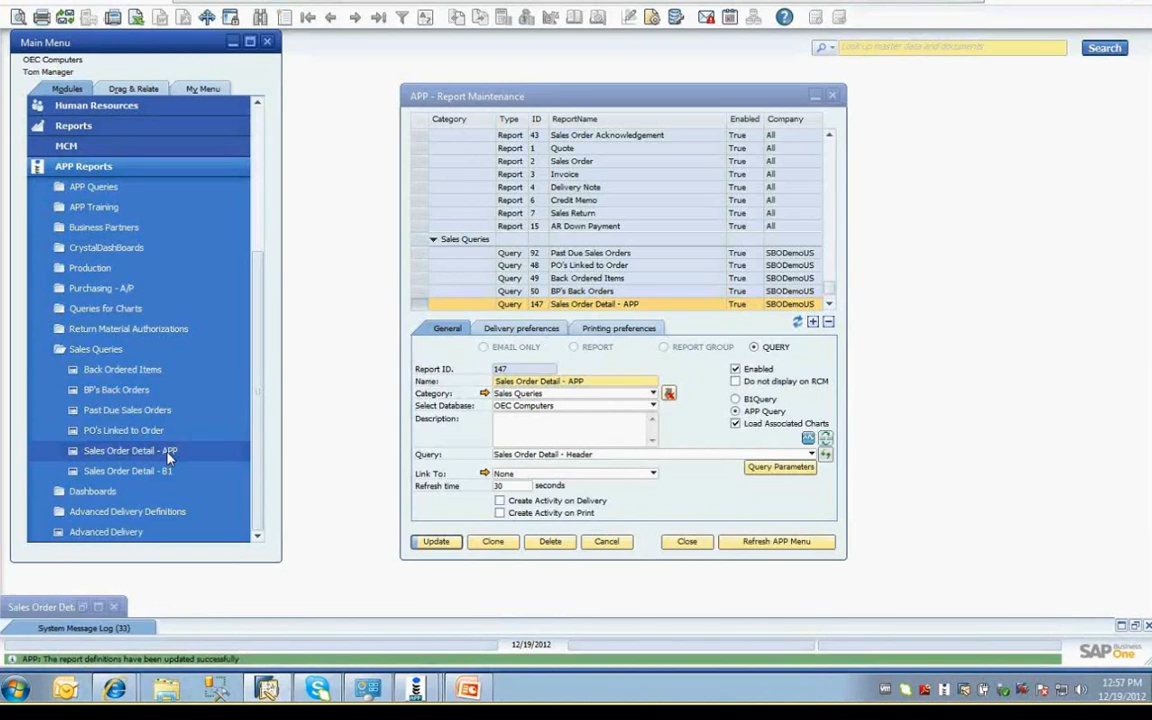 Main Menu
OEC Computers
Tom Manager
Modules Drag & Relate My Menu
Human Resources
Reports
MCM
APP Reports
APP Queries
APP Training
Business Partners
CrystalDashBoards
Production
Purchasing - A/P
Queries for Charts
Return Material Authorizations
Sales Queries
Back Ordered Items
BP's Back Orders
Past Due Sales Orders
PO's Linked to Order
Sales Order Detail - APP
Sales Order Detail - B1
Dashboards
Advanced Delivery Definitions
Advanced Delivery
Look up master data and documents
Search
APP - Report Maintenance
Category Type ID ReportName Enabled Company
Report 43 Sales Order Acknowledgement True All
Report 1 Quote True All
Report 2 Sales Order True All
Report 3 Invoice True All
Report 4 Delivery Note True All
Report 6 Credit Memo True All
Report 7 Sales Return True All
Report 15 AR Down Payment True All
Sales Queries
Query 92 Past Due Sales Orders True SBODemoUS
Query 48 PO's Linked to Order True SBODemoUS
Query 49 Back Ordered Items True SBODemoUS
Query 50 BP's Back Orders True SBODemoUS
Query 147 Sales Order Detail - APP True SBODemoUS
General Delivery preferences Printing preferences
EMAIL ONLY REPORT REPORT GROUP QUERY
Report ID. 147 Enabled
Name: Sales Order Detail - APP Do not display on RCM
Category: Sales Queries B1Query
Select Database: OEC Computers APP Query
Description: Load Associated Charts
Query: Sales Order Detail - Header
Query Parameters
Link To: None
Refresh time 30 seconds
Create Activity on Delivery
Create Activity on Print
Update Clone Delete Cancel Close Refresh APP Menu
Sales Order Det
System Message Log (33)
12/19/2012
SAP Business One
APP: The report definitions have been updated successfully
12:57 PM
12/19/2012